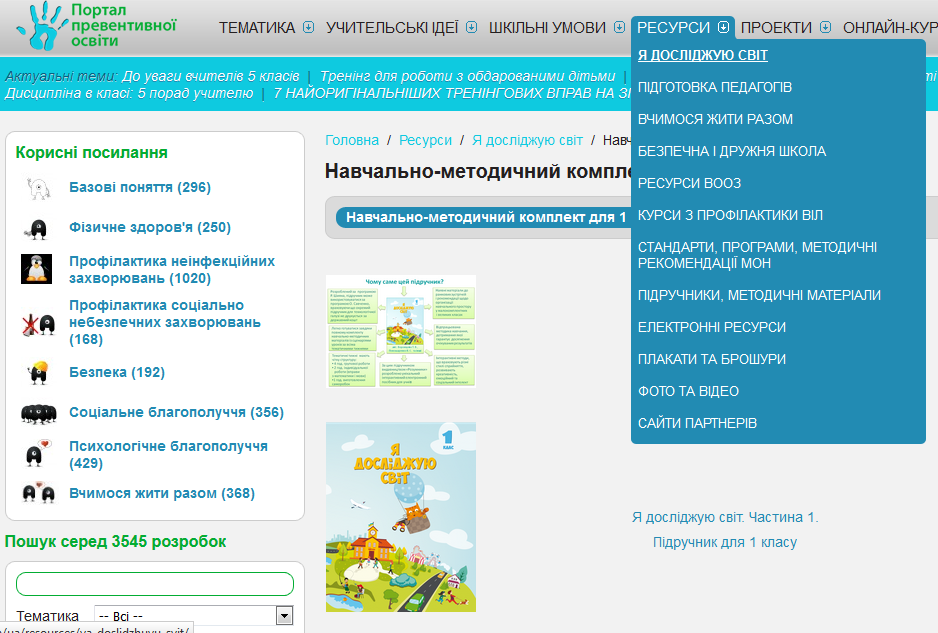 Портал
превентивної
освіти
ТЕМАТИКА УЧИТЕЛЬСЬКІ ІДЕЇ ШКІЛЬНІ УМОВИ РЕСУРСИ ПРОЕКТИ ОНЛАЙН-КУР
Актуальні теми: До уваги вчителів 5 класів | Тренінг для роботи з обдарованими дітьми |
Дисципліна в класі: 5 порад учителю | 7 НАЙОРИГІНАЛЬНІШИХ ТРЕНІНГОВИХ ВПРАВ НА
Я ДОСЛІДЖУЮ СВІТ
ПІДГОТОВКА ПЕДАГОГІВ
ВЧИМОСЯ ЖИТИ РАЗОМ
БЕЗПЕЧНА І ДРУЖНЯ ШКОЛА
РЕСУРСИ ВООЗ
КУРСИ З ПРОФІЛАКТИКИ ВІЛ
СТАНДАРТИ, ПРОГРАМИ, МЕТОДИЧНІ
РЕКОМЕНДАЦІЇ МОН
ПІДРУЧНИКИ, МЕТОДИЧНІ МАТЕРІАЛИ
ЕЛЕКТРОННІ РЕСУРСИ
ПЛАКАТИ ТА БРОШУРИ
ФОТО ТА ВІДЕО
САЙТИ ПАРТНЕРІВ
Корисні посилання
Базові поняття (296)
Фізичне здоров'я (250)
Профілактика неінфекційних
захворювань (1020)
Профілактика соціально
небезпечних захворювань
(168)
Безпека (192)
Соціальне благополуччя (356)
Психологічне благополуччя
(429)
Вчимося жити разом (368)
Пошук серед 3545 розробок
Тематика -- Всі --
Головна / Ресурси / Я досліджую світ / Навч
Навчально-методичний компле
Навчально-методичний комплект для 1
Чому саме цей підручник?
1
КЛАС
Я
ДОСЛІДЖУЮ
СВІТ
Я досліджую світ. Частина 1.
Підручник для 1 класу